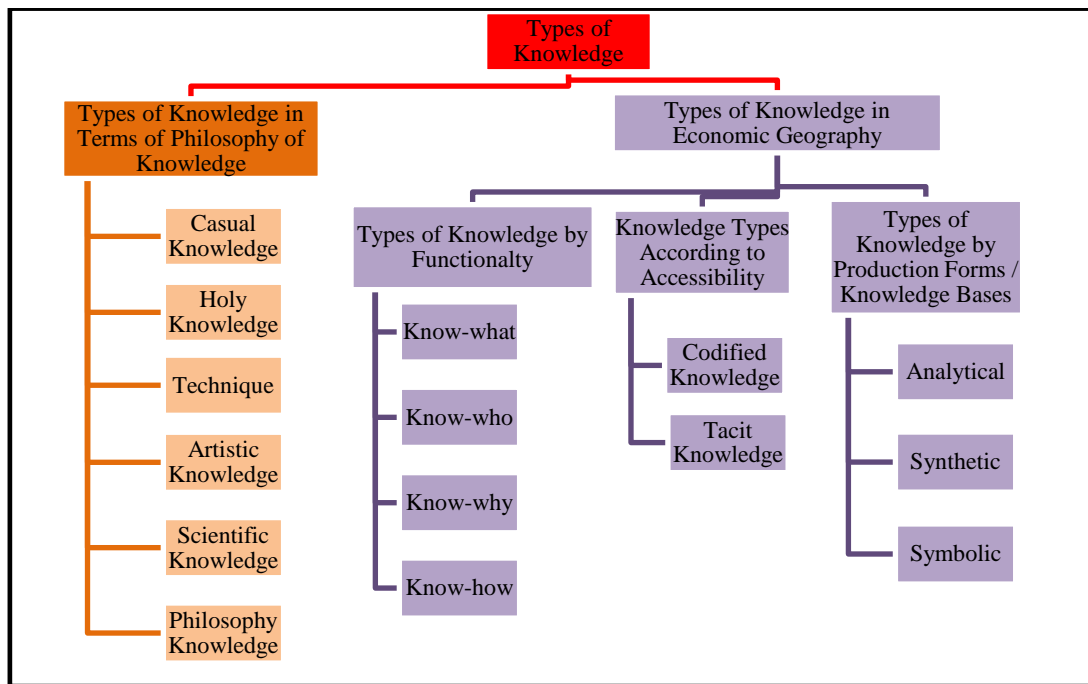 Types of
Knowledge
Types of Knowledge in
Terms of Philosophy of
Knowledge
Casual
Knowledge
Holy
Knowledge
Technique
Artistic
Knowledge
Scientific
Knowledge
Philosophy
Knowledge
Types of Knowledge in
Economic Geography
Types of Knowledge by
Functionalty
Know-what
Know-who
Know-why
Know-how
Knowledge Types
According to
Accessibility
Codified
Knowledge
Tacit
Knowledge
Types of
Knowledge by
Production Forms /
Knowledge Bases
Analytical
Synthetic
Symbolic